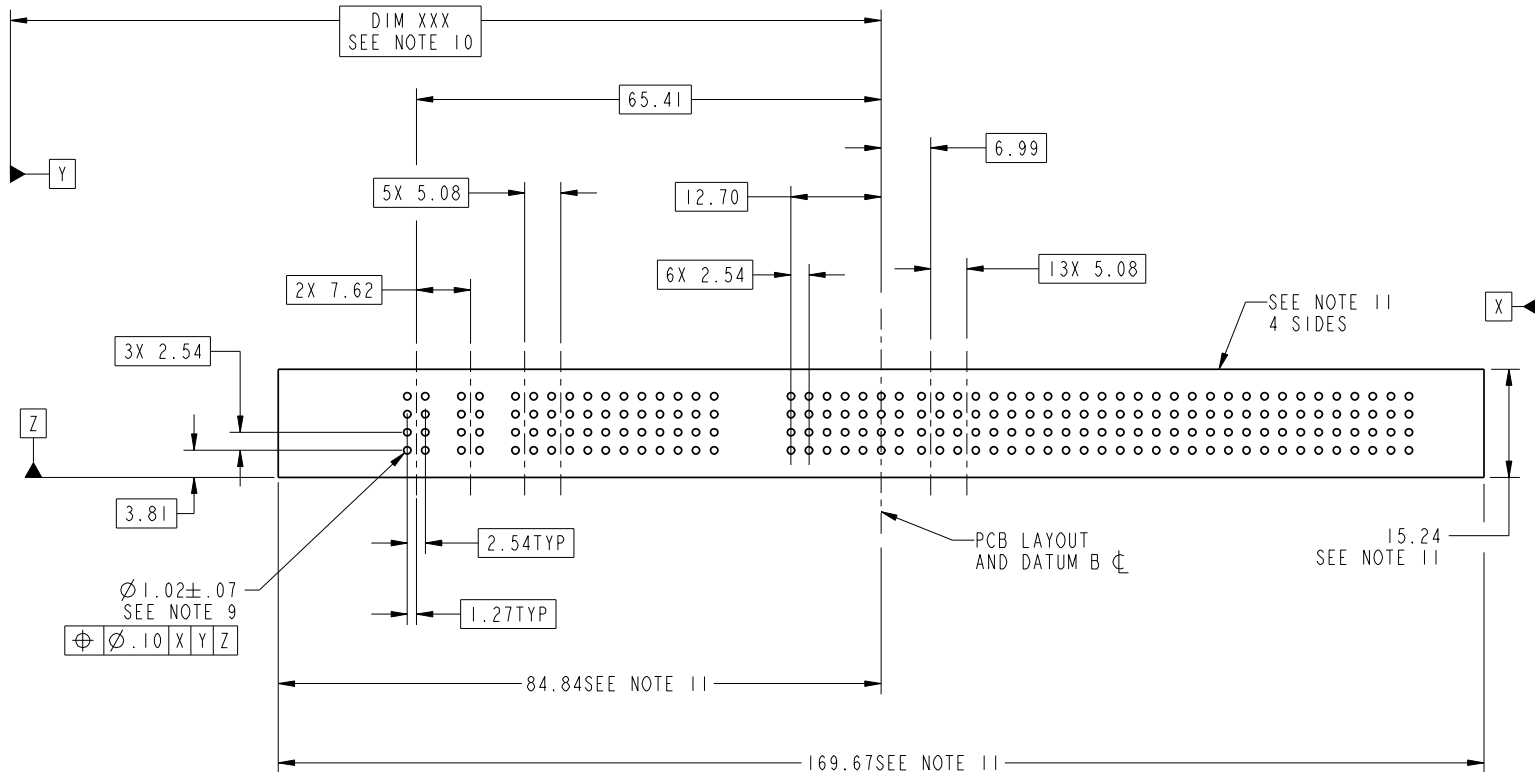 DIM XXX
SEE NOTE 10
65.41
6.99
Y
5X 5.08
12.70
6X 2.54
13X 5.08
2X 7.62
SEE NOTE 11
4 SIDES
X
3X 2.54
Z
3.81
2.54TYP
PCB LAYOUT
AND DATUM B ℄
15.24
SEE NOTE 11
Ø1.02±.07
SEE NOTE 9
1.27TYP
⌖ Ø.10 X Y Z
84.84SEE NOTE 11
169.67SEE NOTE 11